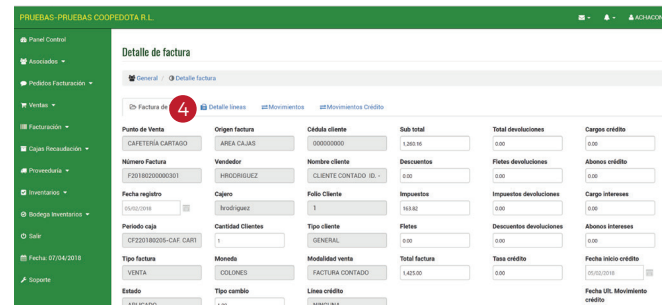 PRUEBAS-PRUEBAS COOPEDOTA R.L.
ACHACON
Panel Control
Asociados
Pedidos Facturación
Ventas
Facturación
Cajas Recaudación
Proveeduría
Inventarios
Bodega Inventarios
Salir
Fecha: 07/04/2018
Soporte
Detalle de factura
General / Detalle factura
Factura de 4 Detalle líneas Movimientos Movimientos Crédito
Punto de Venta Origen factura Cédula cliente Sub total Total devoluciones Cargos crédito
CAFETERÍA CARTAGO AREA CAJAS 000000000 1,260.16 0.00 0.00
Número Factura Vendedor Nombre cliente Descuentos Fletes devoluciones Abonos crédito
F20180200000301 HRODRIGUEZ CLIENTE CONTADO ID. - 0.00 0.00 0.00
Fecha registro Cajero Folio Cliente Impuestos Impuestos devoluciones Cargo intereses
05/02/2018 hrodriguez 1 163.82 0.00 0.00
Periodo caja Cantidad Clientes Tipo cliente Fletes Descuentos devoluciones Abonos intereses
CF220180205-CAF. CART 1 GENERAL 0.00 0.00 0.00
Tipo factura Moneda Modalidad venta Total factura Tasa crédito Fecha inicio crédito
VENTA COLONES FACTURA CONTADO 1,425.00 0.00 05/02/2018
Estado Tipo cambio Línea crédito Fecha Ult. Movimiento
crédito
APLICADO 1.00 NINGUNA